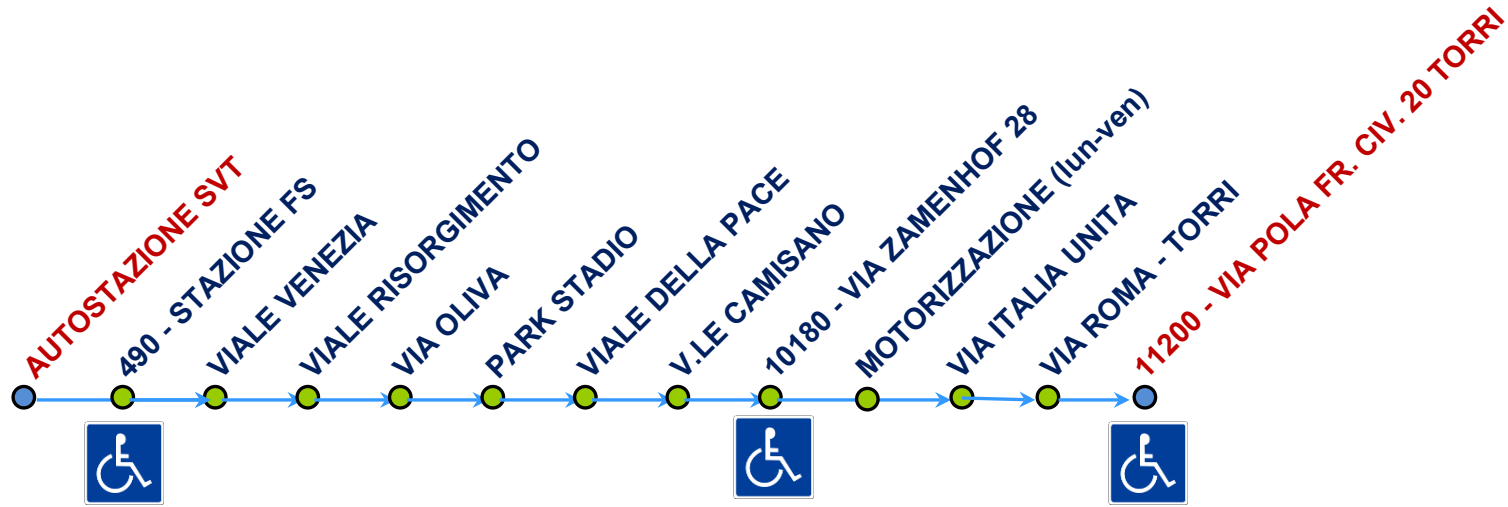 AUTOSTAZIONE SVT
490 - STAZIONE FS
VIALE VENEZIA
VIALE RISORGIMENTO
VIA OLIVA
PARK STADIO
VIALE DELLA PACE
V.LE CAMISANO
10180 - VIA ZAMENHOF 28
MOTORIZZAZIONE (lun-ven)
VIA ITALIA UNITA
VIA ROMA - TORRI
11200 - VIA POLA FR. CIV. 20 TORRI